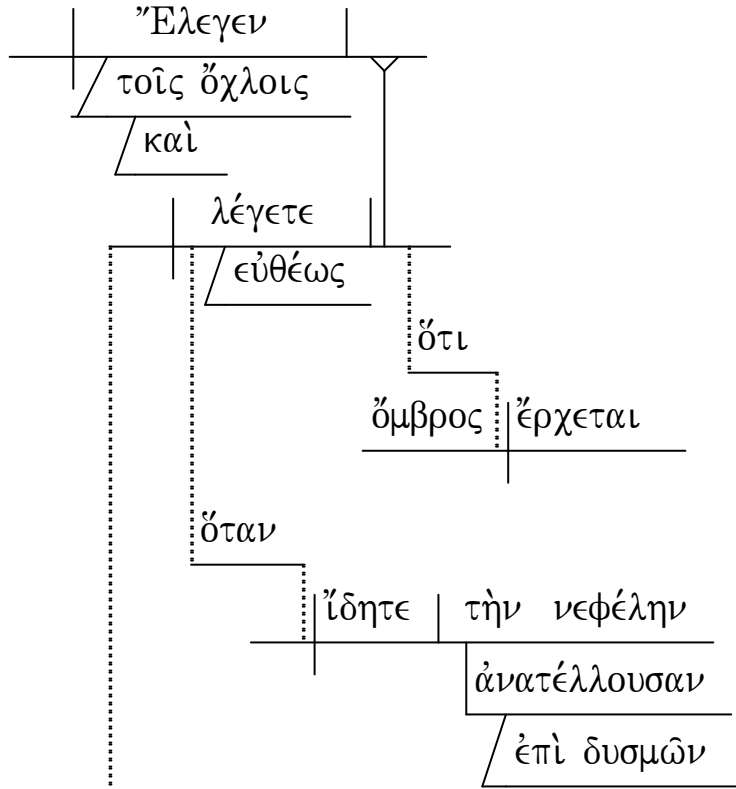 Ἔλεγεν
τοῖς ὄχλοις
καὶ
λέγετε
εὐθέως
ὅτι
ὄμβρος ἔρχεται
ὅταν
ἴδητε τὴν νεφέλην
ἀνατέλλουσαν
ἐπὶ δυσμῶν